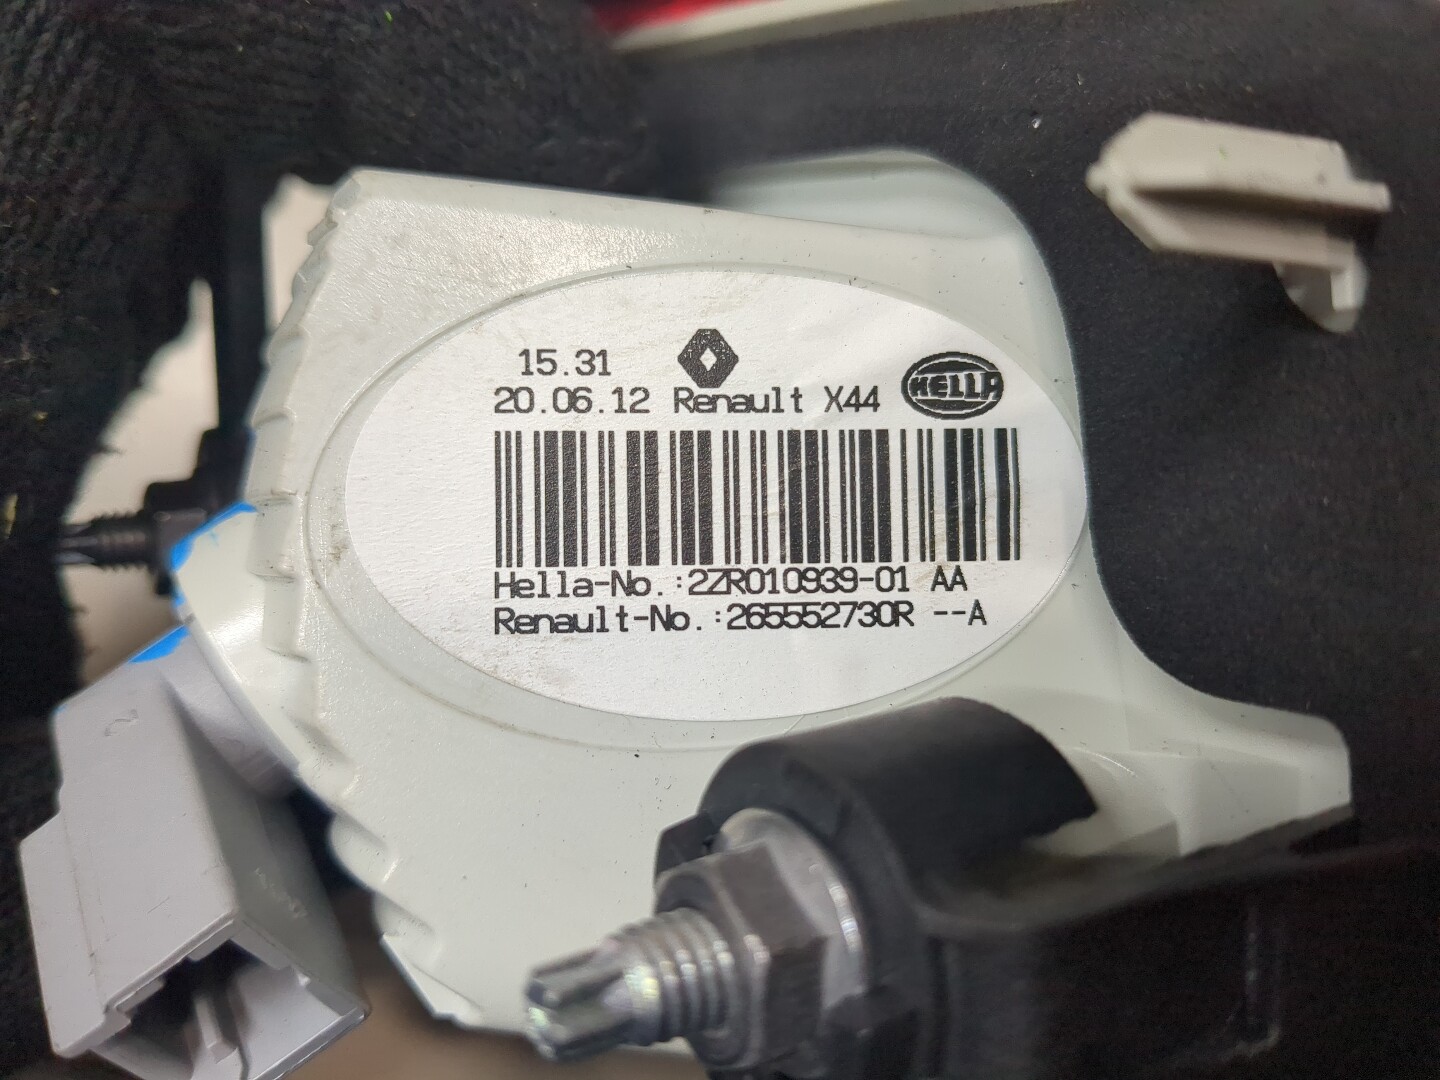 15.31
20.06.12 Renault X44
HELLA
Hella-No.:2ZR010939-01 AA
Renault-No.:265552730R --A